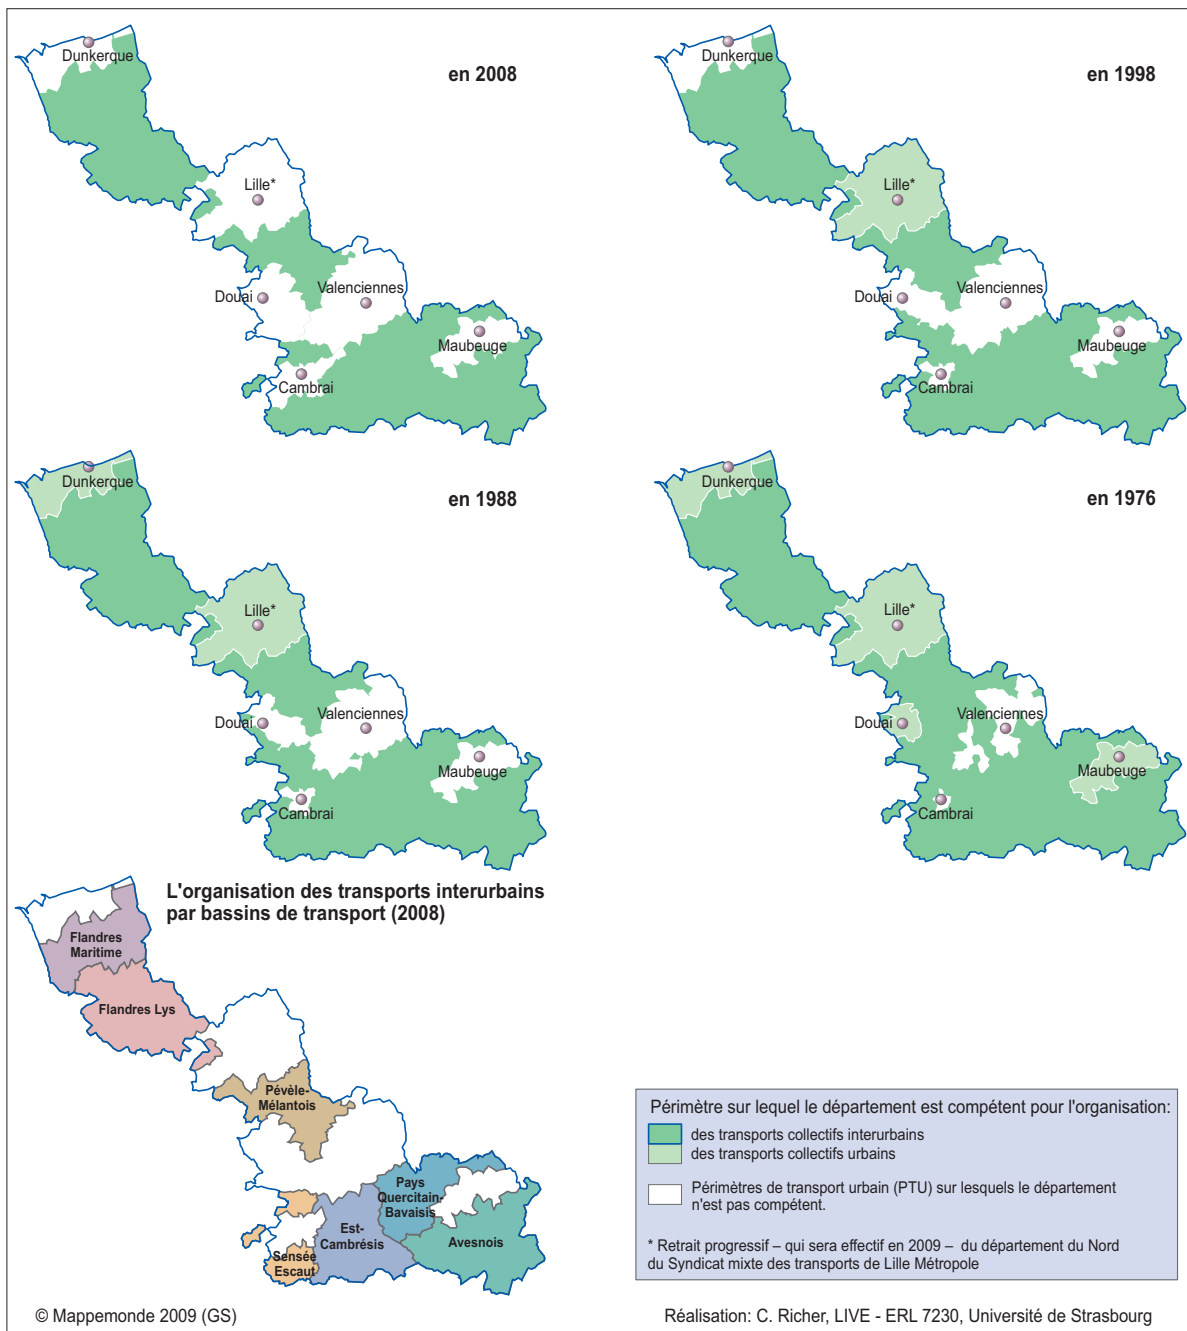 en 2008
Dunkerque
Lille*
Douai
Valenciennes
Maubeuge
Cambrai
en 1998
Dunkerque
Lille*
Douai
Valenciennes
Maubeuge
Cambrai
en 1988
Dunkerque
Lille*
Douai
Valenciennes
Maubeuge
Cambrai
en 1976
Dunkerque
Lille*
Douai
Valenciennes
Maubeuge
Cambrai
L'organisation des transports interurbains
par bassins de transport (2008)
Flandres
Maritime
Flandres Lys
Pévèle-
Mélantois
Pays
Quercitain-
Bavaisis
Est-
Cambrésis
Avesnois
Sensée
Escaut
Périmètre sur lequel le département est compétent pour l'organisation:
des transports collectifs interurbains
des transports collectifs urbains
Périmètres de transport urbain (PTU) sur lesquels le département
n'est pas compétent.
* Retrait progressif – qui sera effectif en 2009 – du département du Nord
du Syndicat mixte des transports de Lille Métropole
© Mappemonde 2009 (GS)
Réalisation: C. Richer, LIVE - ERL 7230, Université de Strasbourg